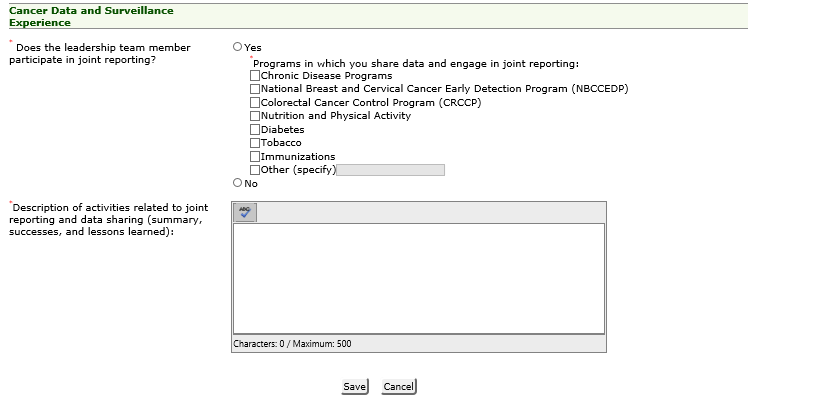 Cancer Data and Surveillance
Experience
* Does the leadership team member
participate in joint reporting?
Yes
*Programs in which you share data and engage in joint reporting:
Chronic Disease Programs
National Breast and Cervical Cancer Early Detection Program (NBCCEDP)
Colorectal Cancer Control Program (CRCCP)
Nutrition and Physical Activity
Diabetes
Tobacco
Immunizations
Other (specify)
No
*Description of activities related to joint
reporting and data sharing (summary,
successes, and lessons learned):
ABC
Characters: 0 / Maximum: 500
Save Cancel